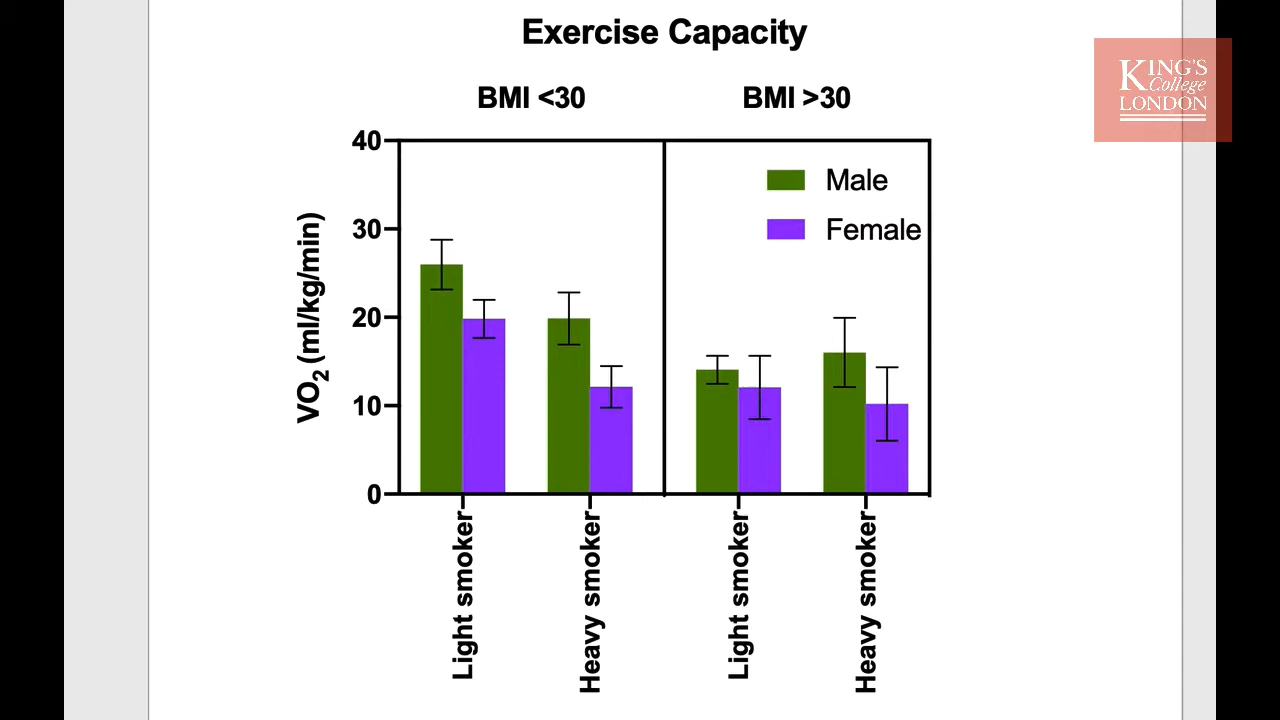 Exercise Capacity
BMI <30
BMI >30
KING'S
College
LONDON
40
30
20
10
0
VO2 (ml/kg/min)
Male
Female
Light smoker
Heavy smoker
Light smoker
Heavy smoker